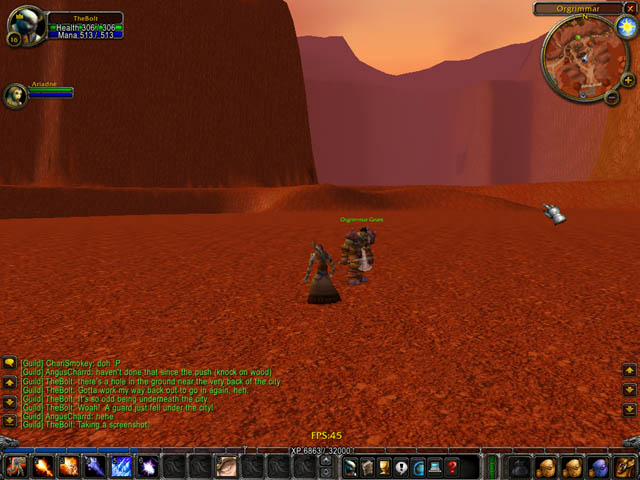 TheBolt
Health 306 / 306
Mana 513 / 513
16
Ariadne
Orgrimmar
N
Orgrimmar Grunt
[Guild] ChanSmokey: doh :P
[Guild] AngusCharrd: haven't done that since the push (knock on wood)
[Guild] TheBolt: there's a hole in the ground near the very back of the city
[Guild] TheBolt: Gotta work my way back out to go in again, heh.
[Guild] TheBolt: It's so odd being underneath the city.
[Guild] TheBolt: Woah! A guard just fell under the city!
[Guild] AngusCharrd: hehe
[Guild] TheBolt: Taking a screenshot.
FPS:45
XP 6863 / 32000